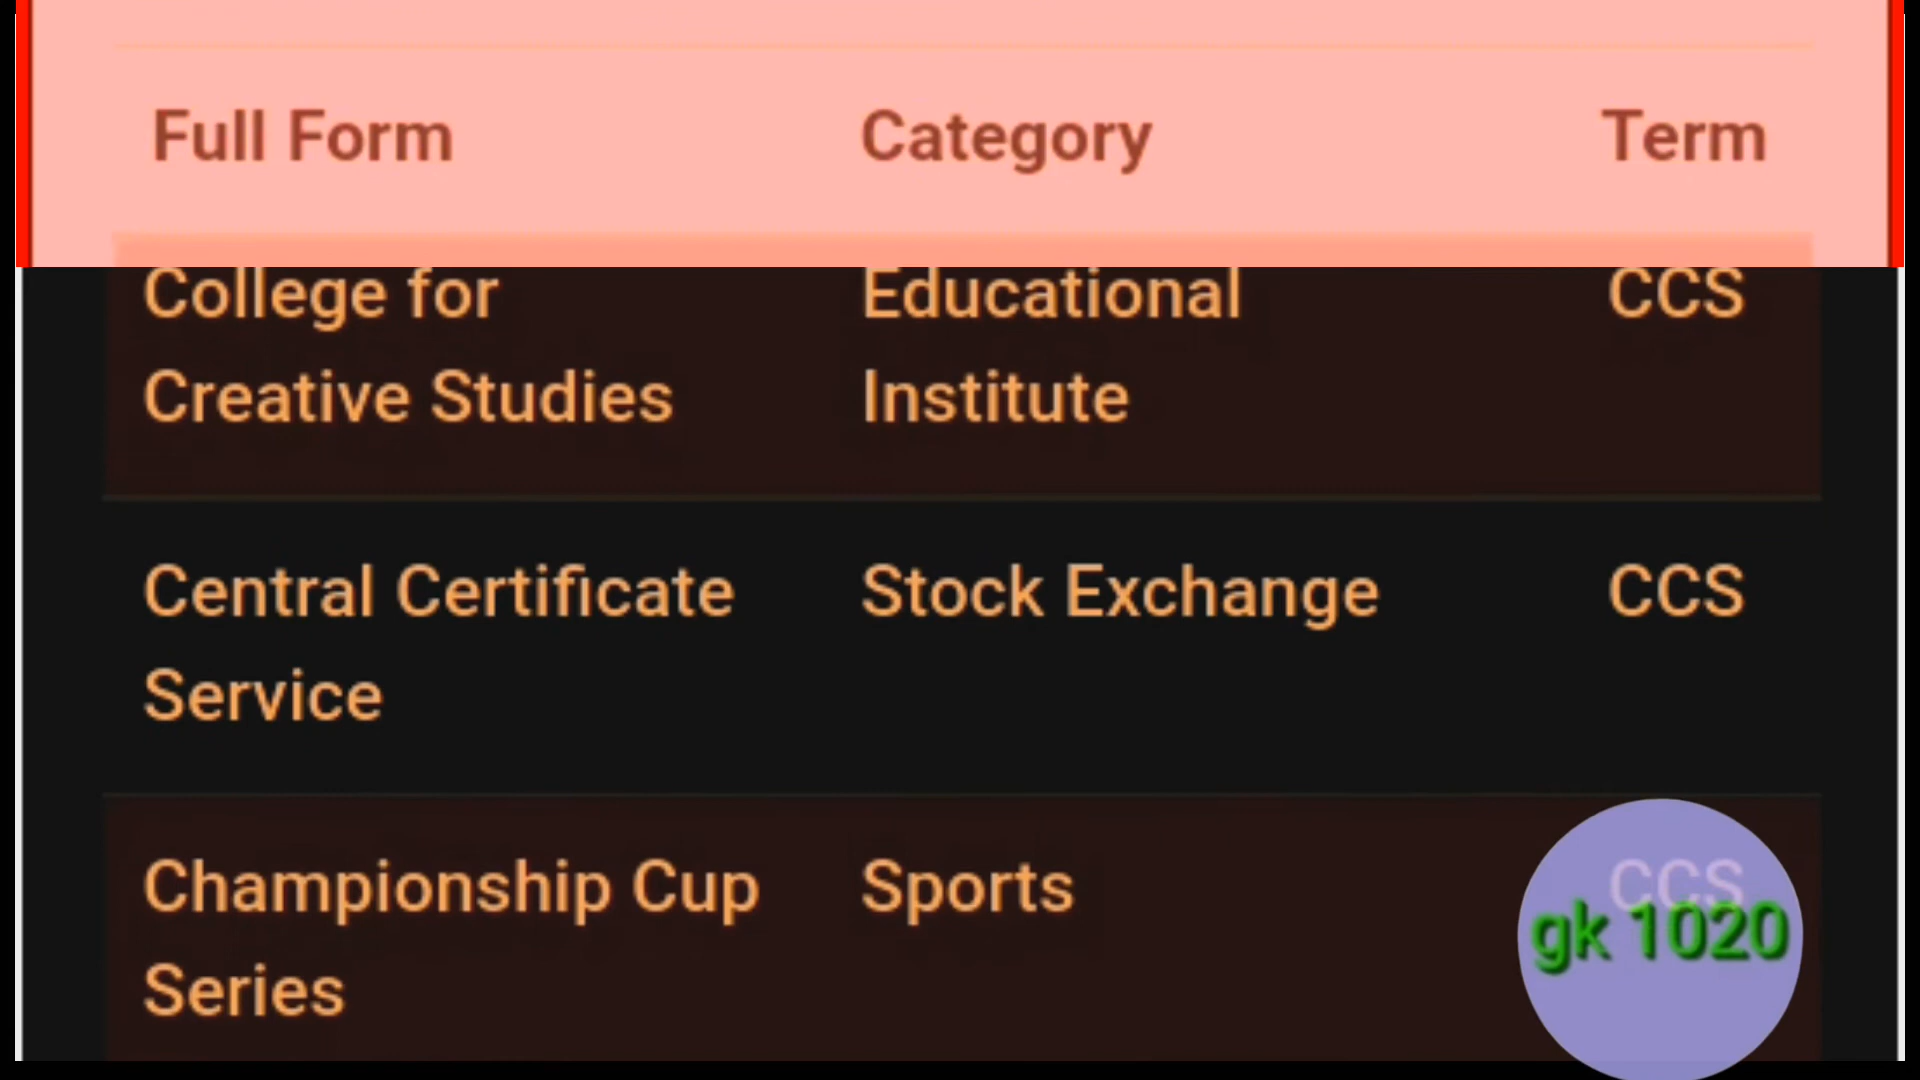 Full Form Category Term
College for Educational CCS
Creative Studies Institute
Central Certificate Stock Exchange CCS
Service
Championship Cup Sports CCS
gk 1020
Series